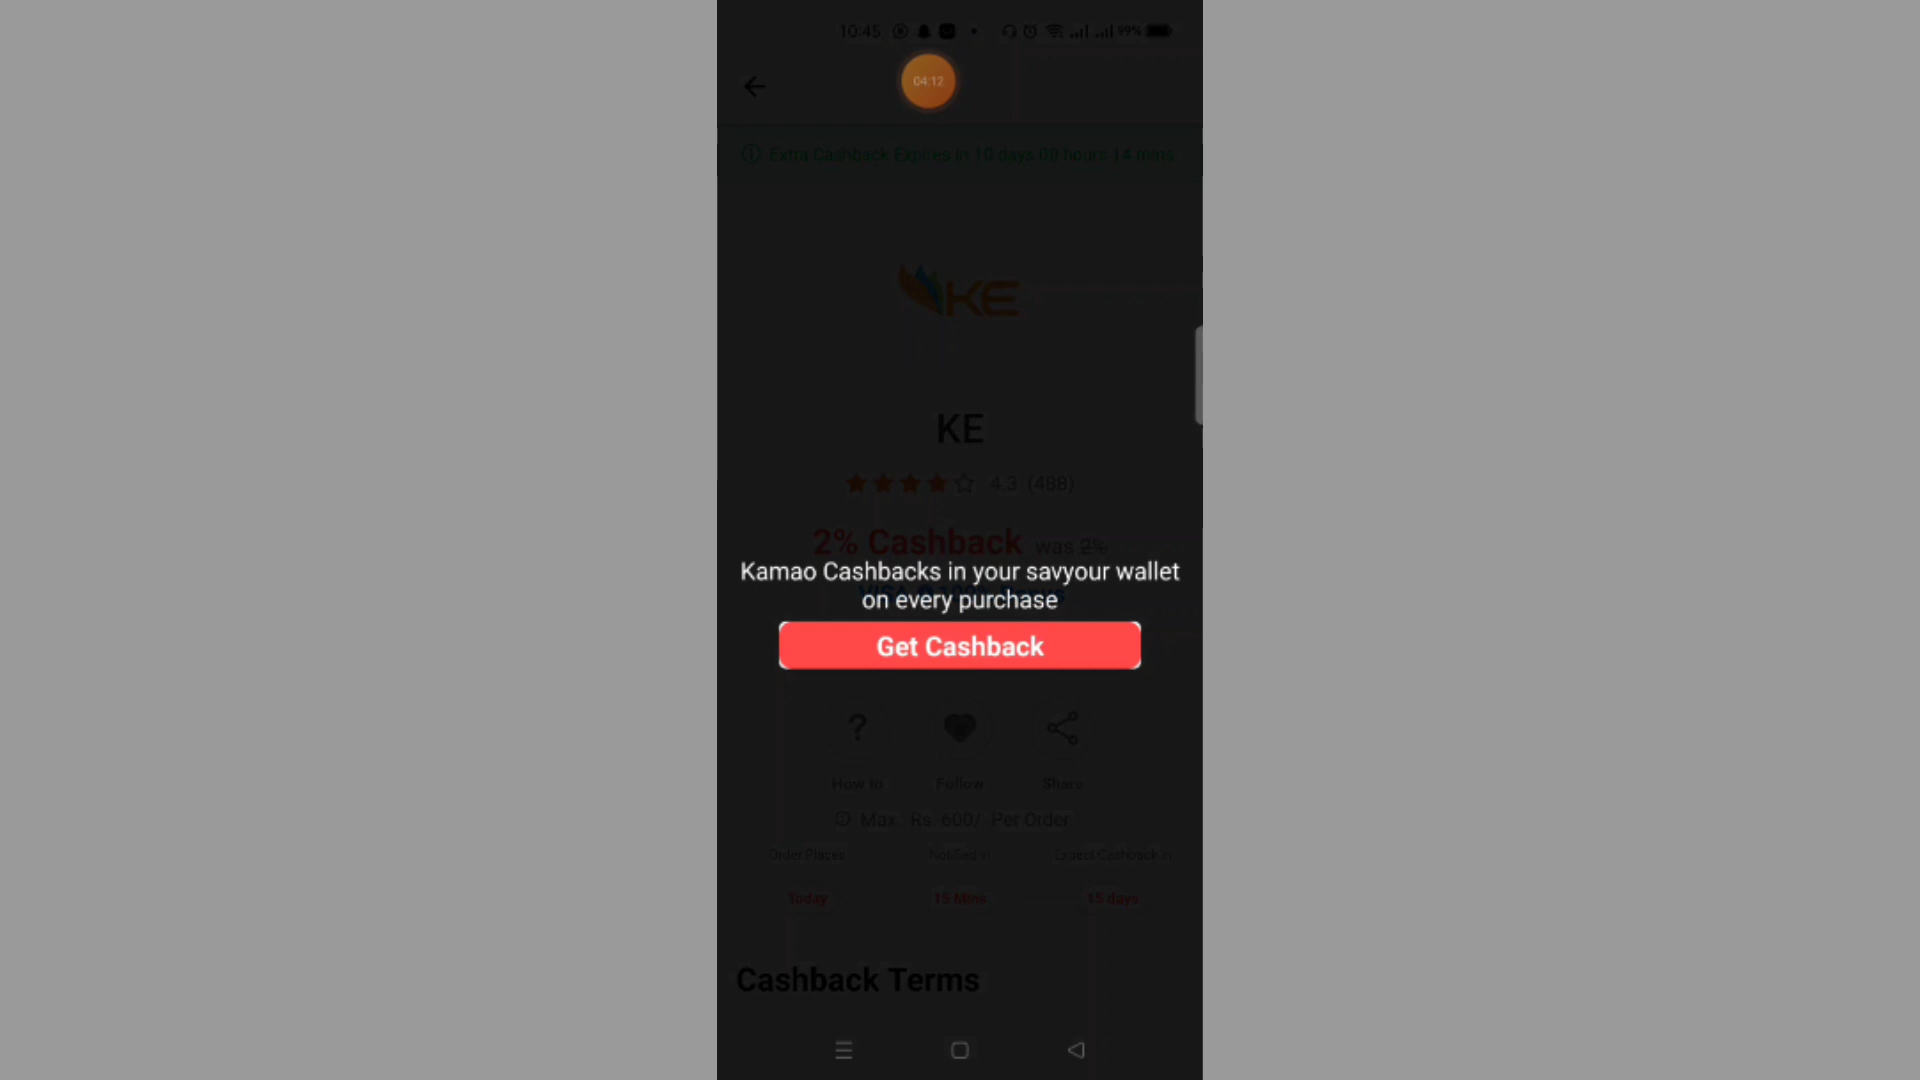 10:45 99%
04:12
Extra Cashback Expires in 10 days 00 hours 14 mins
KE
KE
4.3 (488)
2% Cashback was 2%
Kamao Cashbacks in your savyour wallet
on every purchase
Get Cashback
? 
How to Follow Share
Max. Rs. 600/ Per Order
Order Places Notified in Expect Cashback in
Today 15 Mins 15 days
Cashback Terms